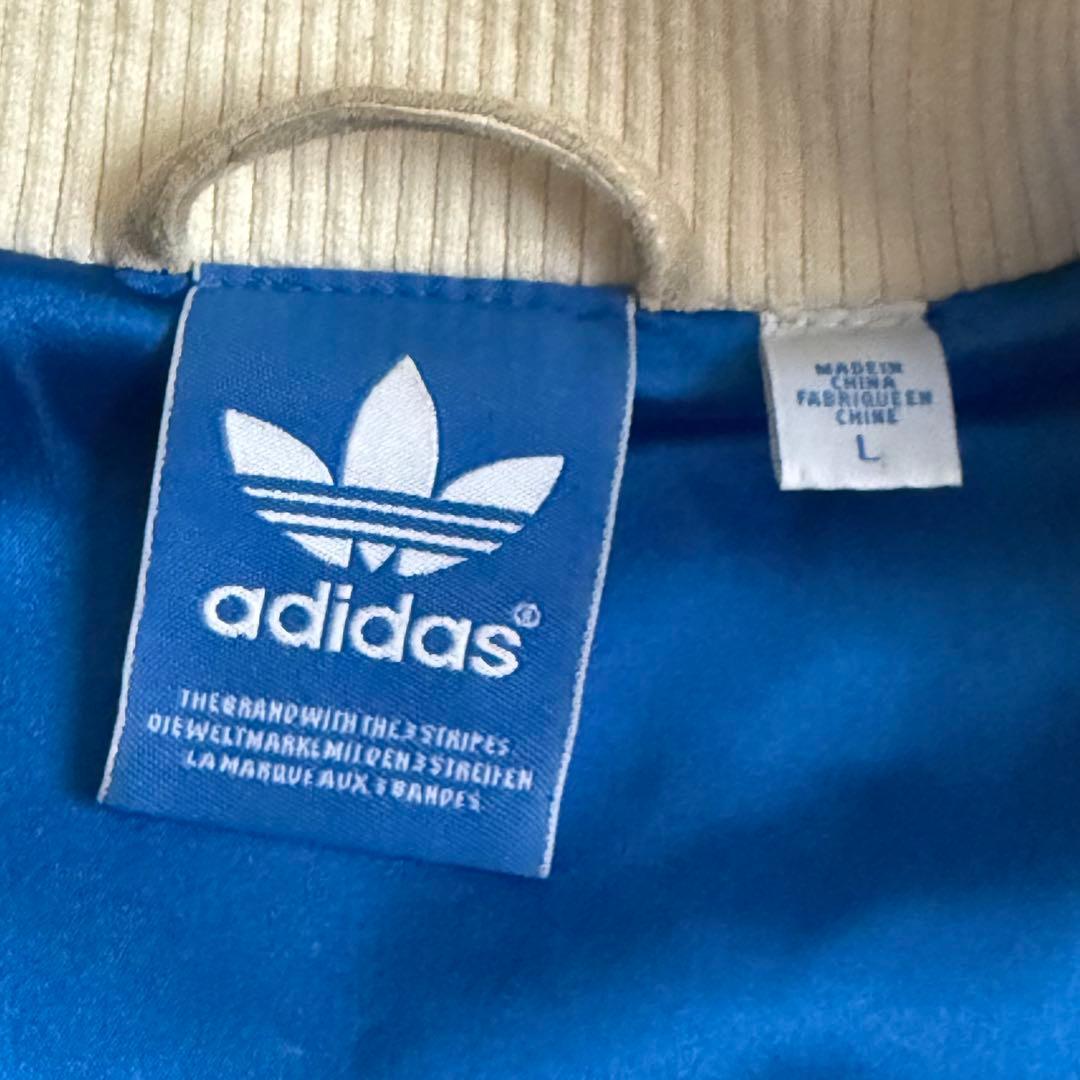 adidas®
THE BRAND WITH THE 3 STRIPES
DIE WELTMARKE MIT DEN 3 STREIFEN
LA MARQUE AUX 3 BANDES
MADE IN
CHINA
FABRIQUE EN
CHINE
L